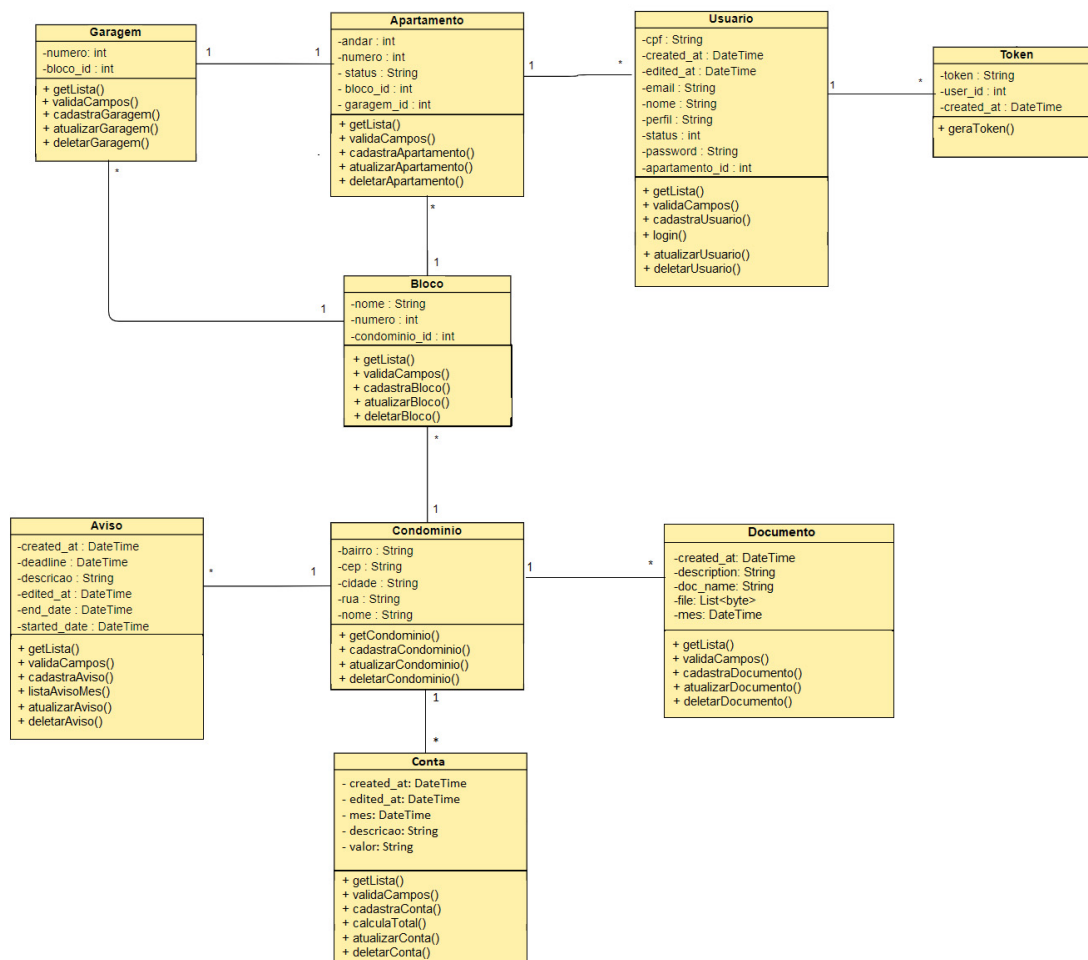 Garagem
-numero: int
-bloco_id : int
+ getLista()
+ validaCampos()
+ cadastraGaragem()
+ atualizarGaragem()
+ deletarGaragem()
1
1
*
1
Apartamento
-andar : int
-numero : int
- status : String
- bloco_id : int
- garagem_id : int
+ getLista()
+ validaCampos()
+ cadastraApartamento()
+ atualizarApartamento()
+ deletarApartamento()
1
*
*
1
Usuario
-cpf : String
-created_at : DateTime
-edited_at : DateTime
-email : String
-nome : String
-perfil : String
-status : int
-password : String
-apartamento_id : int
+ getLista()
+ validaCampos()
+ cadastraUsuario()
+ login()
+ atualizarUsuario()
+ deletarUsuario()
1
*
Token
-token : String
-user_id : int
-created_at : DateTime
+ geraToken()
Bloco
-nome : String
-numero : int
-condominio_id : int
+ getLista()
+ validaCampos()
+ cadastraBloco()
+ atualizarBloco()
+ deletarBloco()
*
1
Aviso
-created_at : DateTime
-deadline : DateTime
-descricao : String
-edited_at : DateTime
-end_date : DateTime
-started_date : DateTime
+ getLista()
+ validaCampos()
+ cadastraAviso()
+ listaAvisoMes()
+ atualizarAviso()
+ deletarAviso()
*
1
Condominio
-bairro : String
-cep : String
-cidade : String
-rua : String
-nome : String
+ getCondominio()
+ cadastraCondominio()
+ atualizarCondominio()
+ deletarCondominio()
1
*
Documento
-created_at: DateTime
-description: String
-doc_name: String
-file: List<byte>
-mes: DateTime
+ getLista()
+ validaCampos()
+ cadastraDocumento()
+ atualizarDocumento()
+ deletarDocumento()
1
*
Conta
- created_at: DateTime
- edited_at: DateTime
- mes: DateTime
- descricao: String
- valor: String
+ getLista()
+ validaCampos()
+ cadastraConta()
+ calculaTotal()
+ atualizarConta()
+ deletarConta()